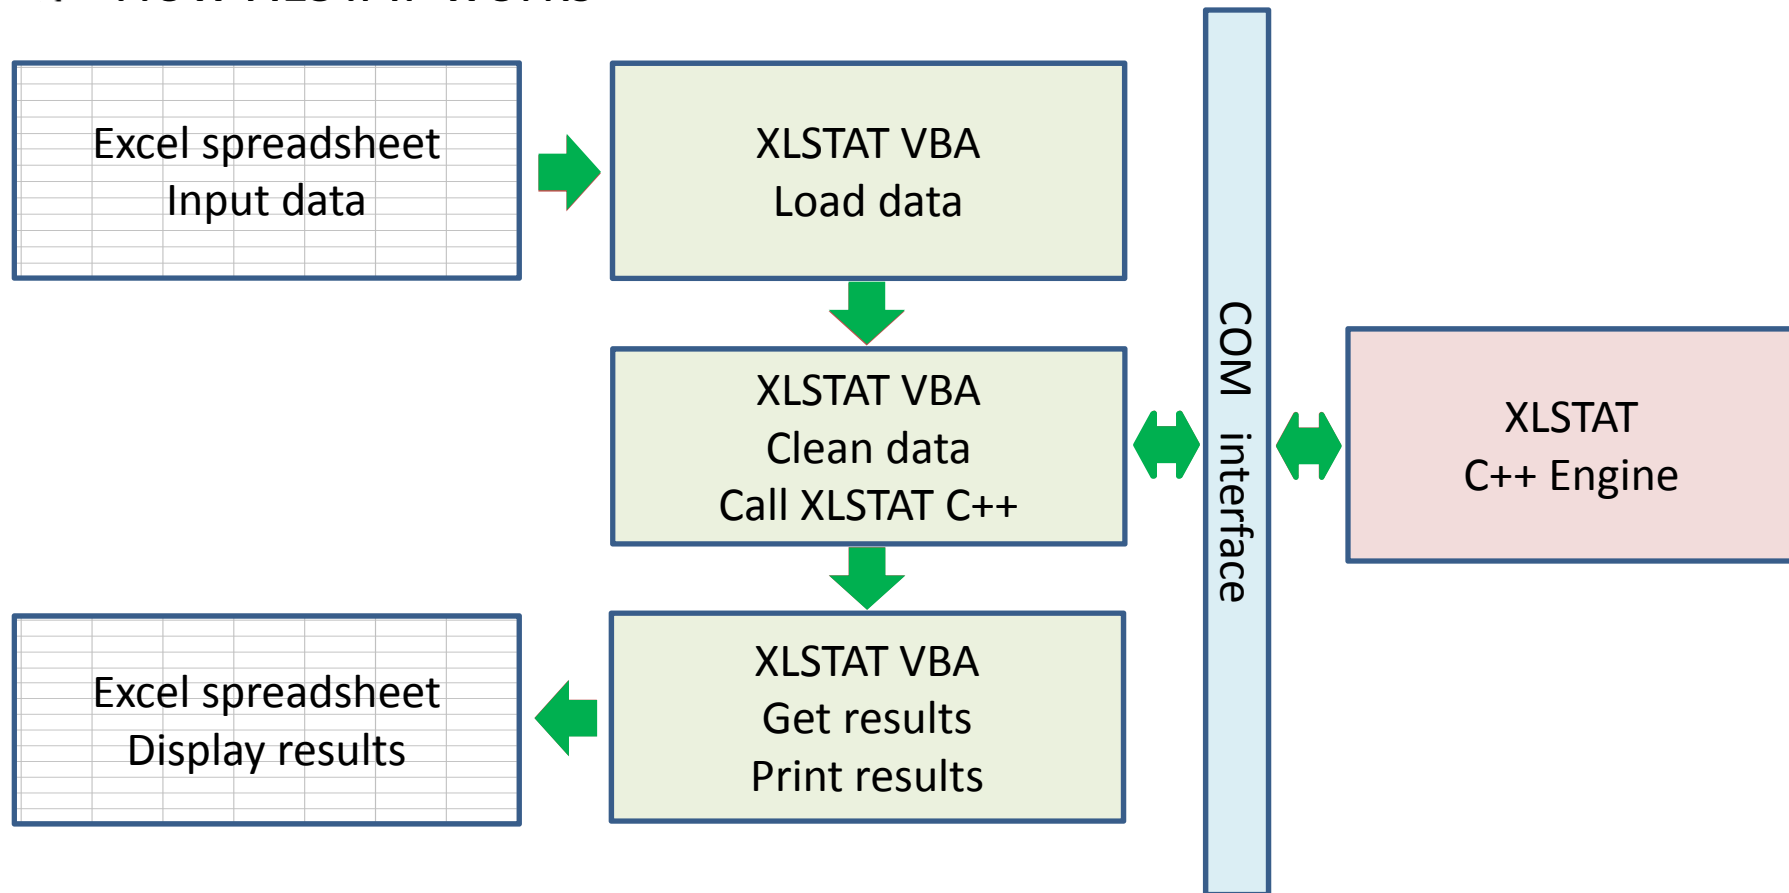 Excel spreadsheet
Input data
XLSTAT VBA
Load data
XLSTAT VBA
Clean data
Call XLSTAT C++
COM interface
XLSTAT
C++ Engine
XLSTAT VBA
Get results
Print results
Excel spreadsheet
Display results